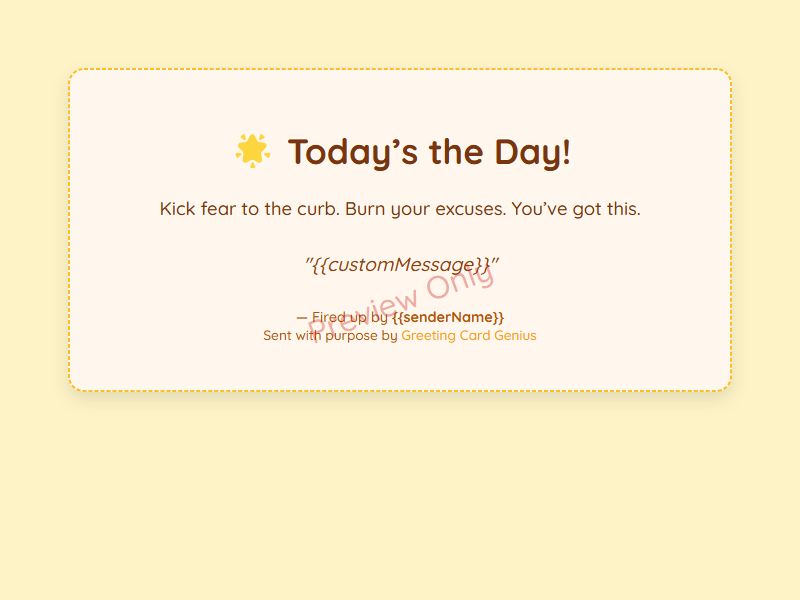 🌟 Today’s the Day!
Kick fear to the curb. Burn your excuses. You’ve got this.
"{{customMessage}}"
Preview Only
— Fired up by {{senderName}}
Sent with purpose by Greeting Card Genius